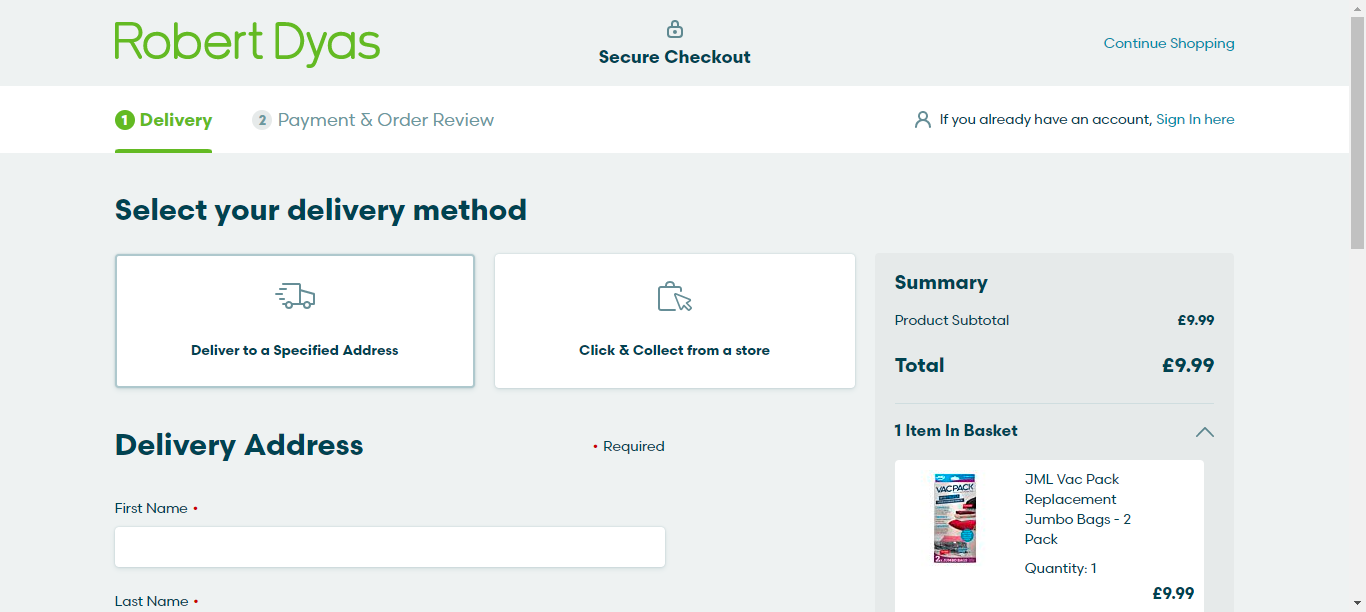 Robert Dyas
Secure Checkout
Continue Shopping
1 Delivery
2 Payment & Order Review
If you already have an account, Sign In here
Select your delivery method
Deliver to a Specified Address
Click & Collect from a store
Delivery Address
• Required
First Name •
Last Name •
Summary
Product Subtotal £9.99
Total £9.99
1 Item In Basket
VACPACK
JML Vac Pack
Replacement
Jumbo Bags - 2
Pack
Quantity: 1
£9.99